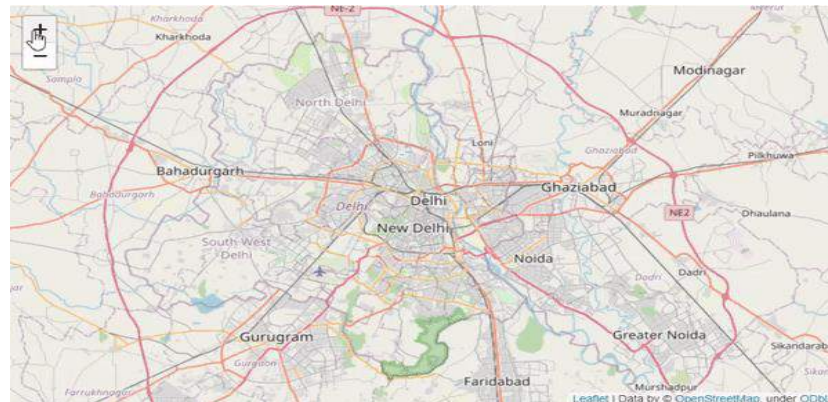 NE-2
Meerut
Kharkhoda
+
Kharkhoda
−
Sampla
Modinagar
North Delhi
Muradnagar
Loni
Ghaziabad
Pilkhuwa
Bahadurgarh
Ghaziabad
Bahadurgarh
Delhi
Delhi
NE2
Dhaulana
New Delhi
South West
Delhi
Noida
Dadri
Dadri
Gurugram
Greater Noida
Sikandarab
Gurgaon
Faridabad
Farrukhnagar
Murshadpur
Leaflet | Data by © OpenStreetMap, under ODbL